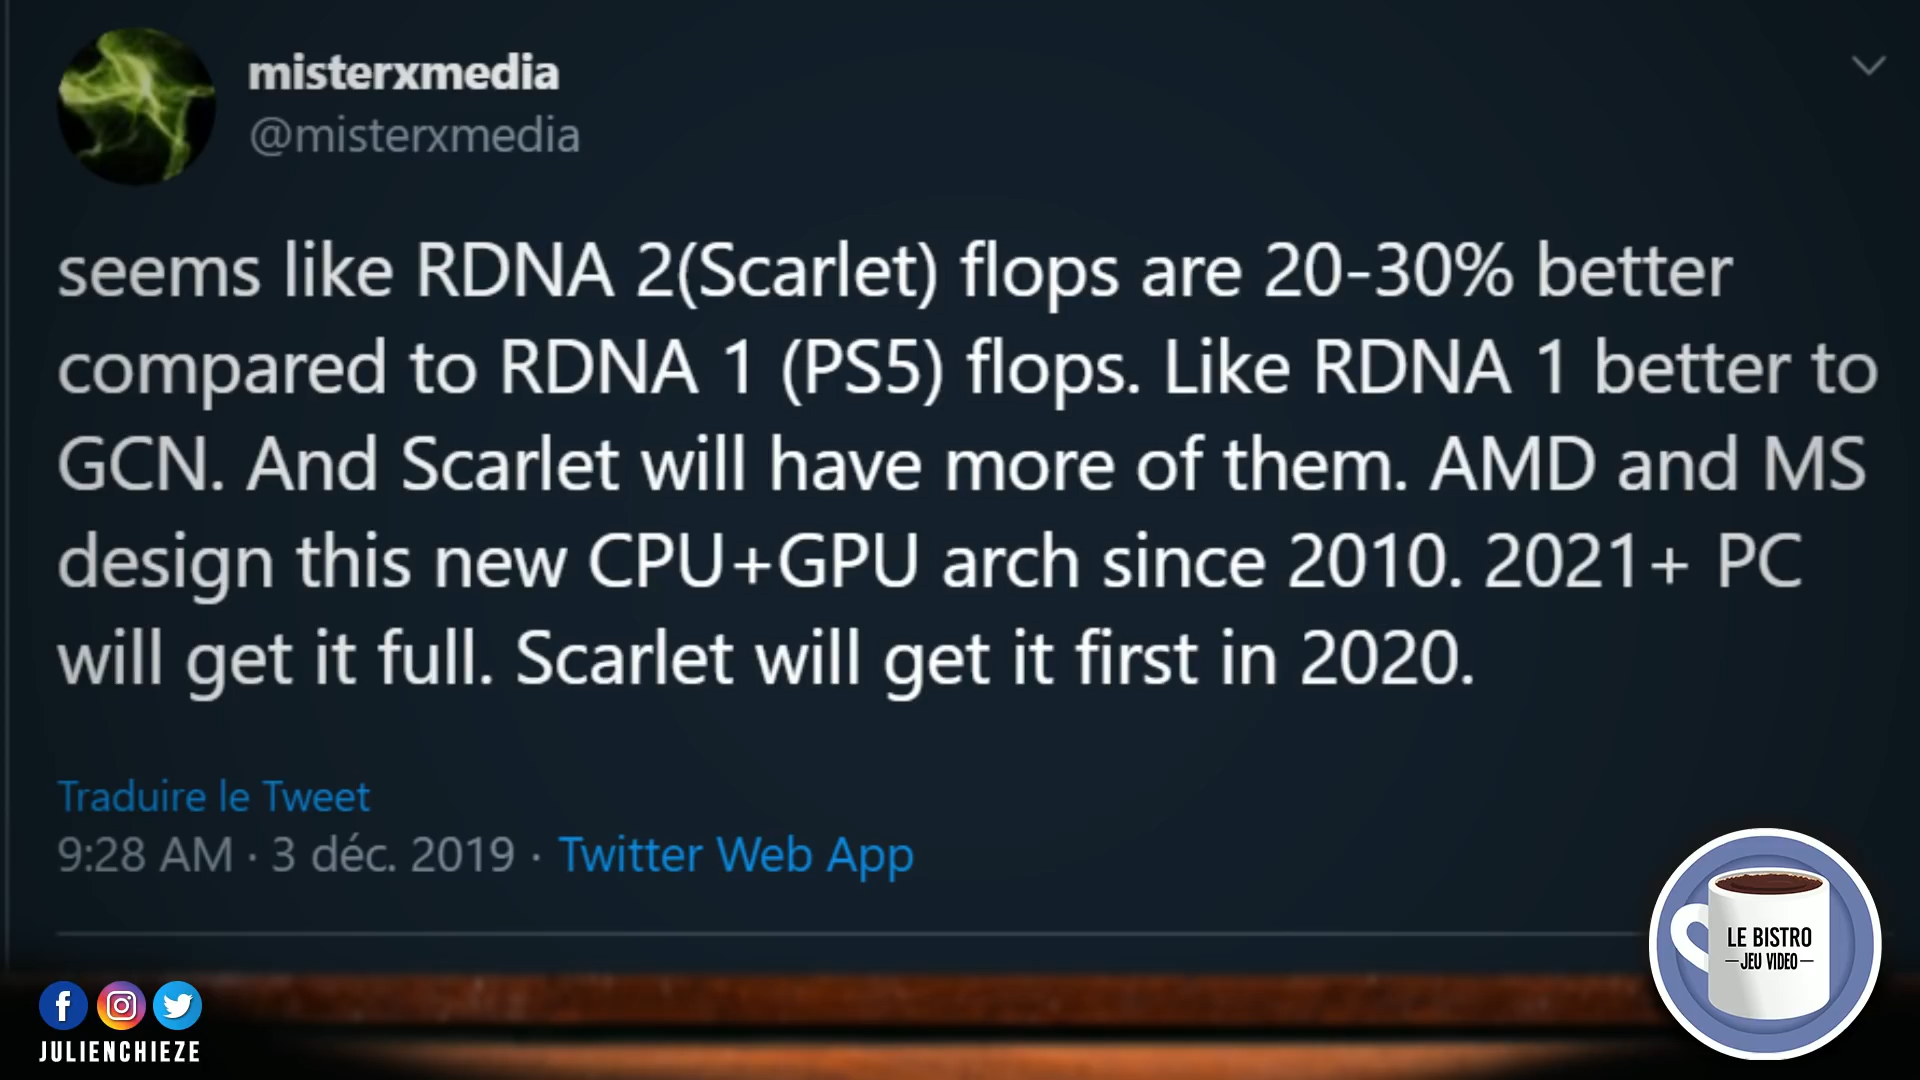 misterxmedia
@misterxmedia
seems like RDNA 2(Scarlet) flops are 20-30% better
compared to RDNA 1 (PS5) flops. Like RDNA 1 better to
GCN. And Scarlet will have more of them. AMD and MS
design this new CPU+GPU arch since 2010. 2021+ PC
will get it full. Scarlet will get it first in 2020.
Traduire le Tweet
9:28 AM · 3 déc. 2019 · Twitter Web App
LE BISTRO
JEU VIDEO
JULIENCHIEZE